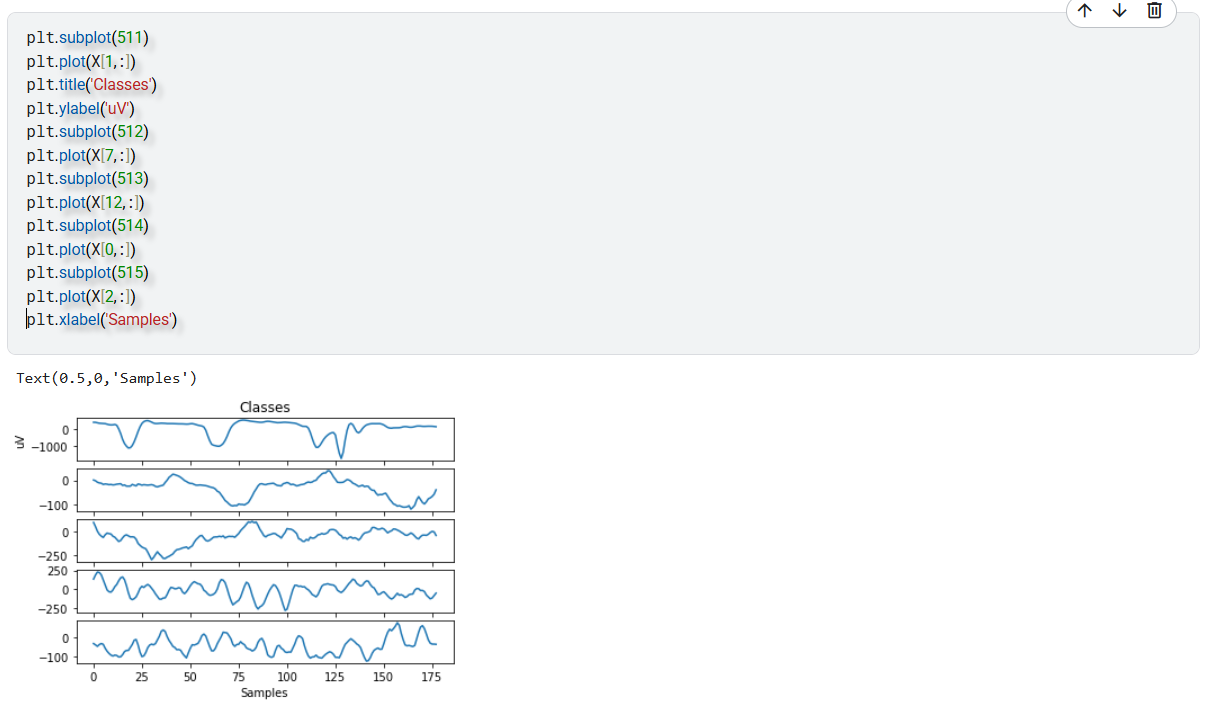 plt.subplot(511)
plt.plot(X[1,:])
plt.title('Classes')
plt.ylabel('uV')
plt.subplot(512)
plt.plot(X[7,:])
plt.subplot(513)
plt.plot(X[12,:])
plt.subplot(514)
plt.plot(X[0,:])
plt.subplot(515)
plt.plot(X[2,:])
plt.xlabel('Samples')
Text(0.5,0,'Samples')
Classes
uV
0
−1000
0
−100
0
−250
250
0
−250
0
−100
0 25 50 75 100 125 150 175
Samples